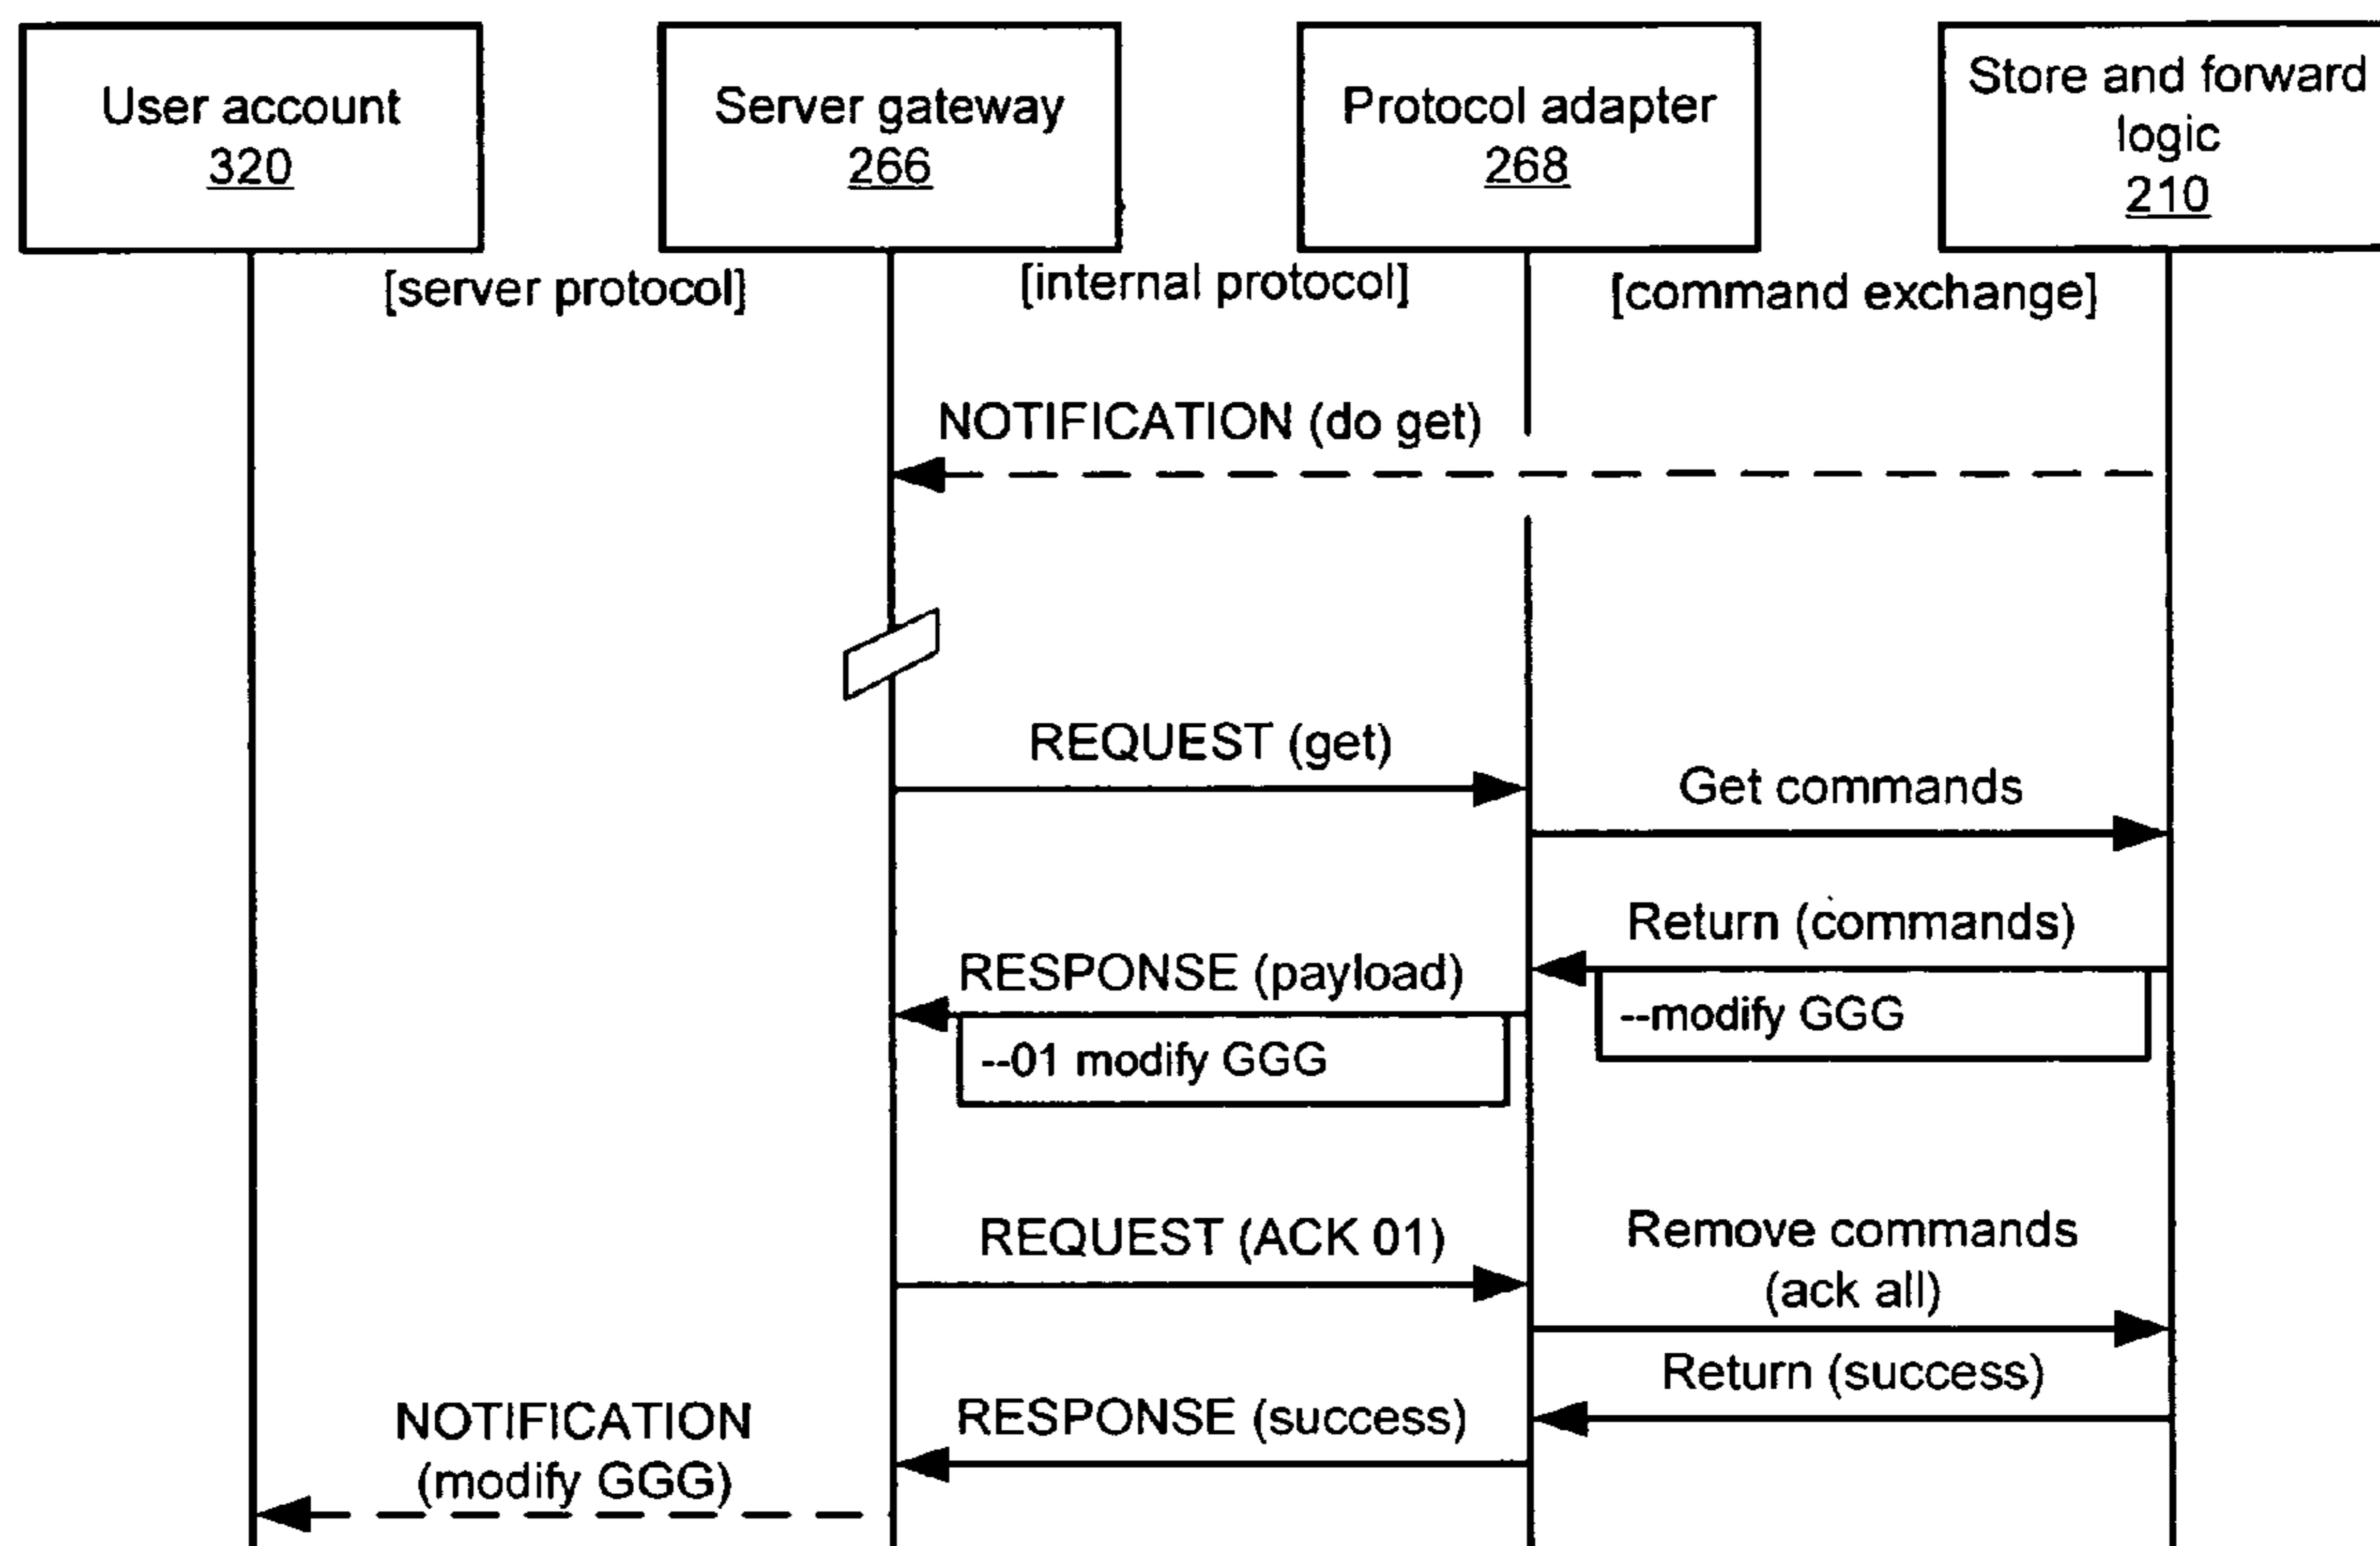 User account
320
Server gateway
266
Protocol adapter
268
Store and forward
logic
210
[server protocol]
[internal protocol]
[command exchange]
NOTIFICATION (do get)
REQUEST (get)
Get commands
Return (commands)
RESPONSE (payload)
--modify GGG
--01 modify GGG
REQUEST (ACK 01)
Remove commands
(ack all)
Return (success)
RESPONSE (success)
NOTIFICATION
(modify GGG)